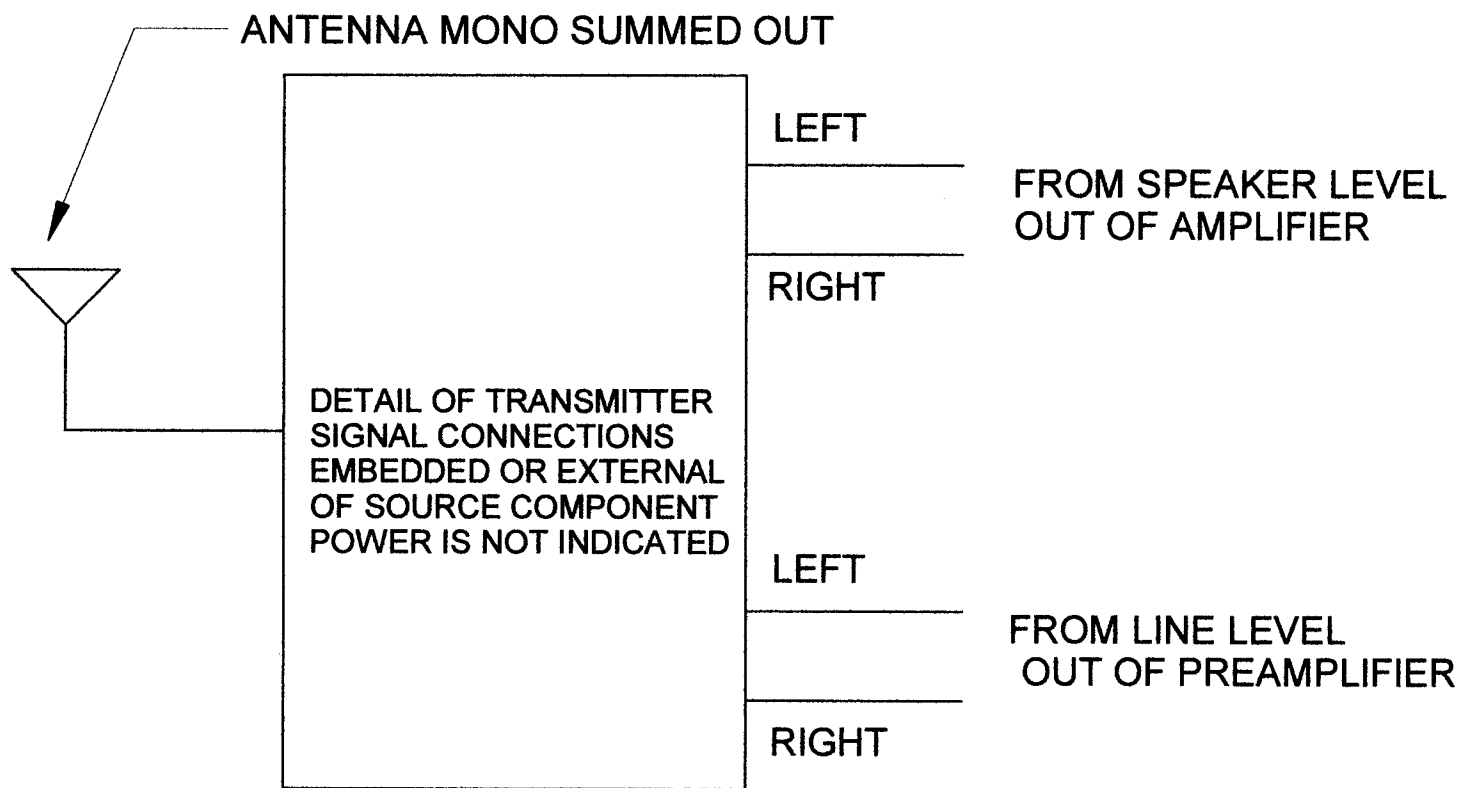 ANTENNA MONO SUMMED OUT
LEFT
FROM SPEAKER LEVEL
OUT OF AMPLIFIER
RIGHT
DETAIL OF TRANSMITTER
SIGNAL CONNECTIONS
EMBEDDED OR EXTERNAL
OF SOURCE COMPONENT
POWER IS NOT INDICATED
LEFT
FROM LINE LEVEL
OUT OF PREAMPLIFIER
RIGHT